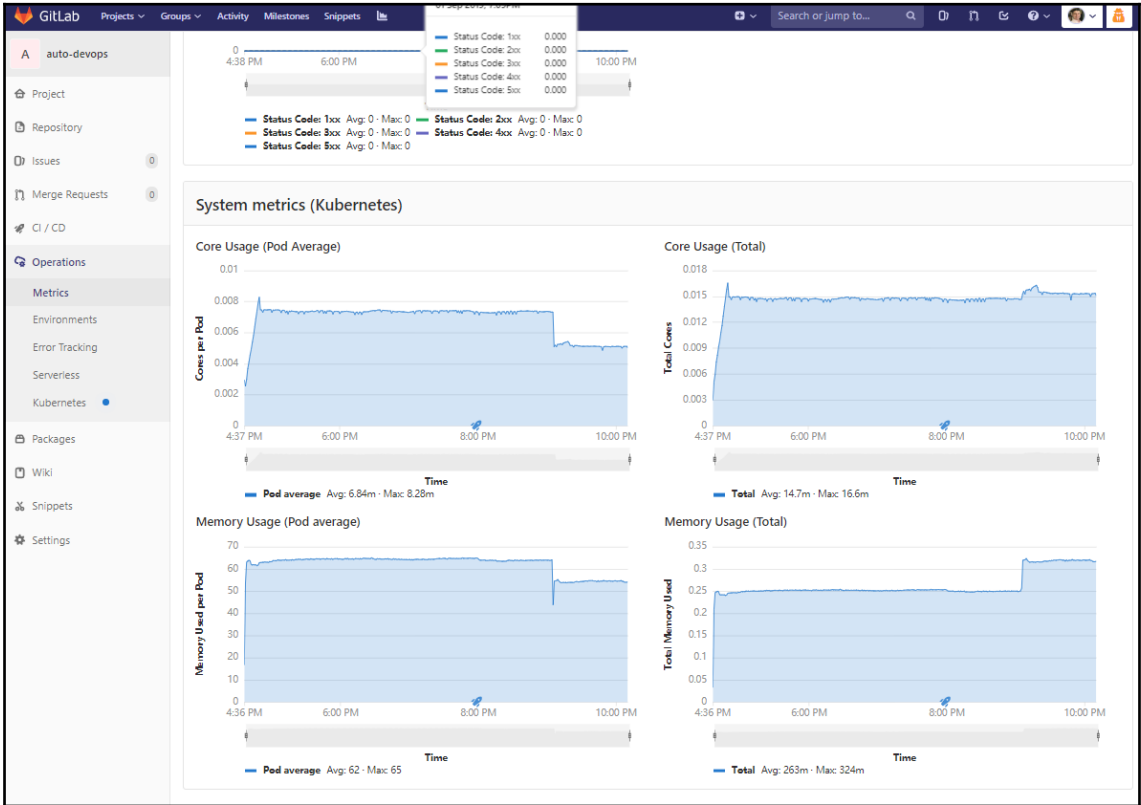 GitLab Projects Groups Activity Milestones Snippets Search or jump to...
A auto-devops
Project
Repository
Issues 0
Merge Requests 0
CI / CD
Operations
Metrics
Environments
Error Tracking
Serverless
Kubernetes
Packages
Wiki
Snippets
Settings
Status Code: 1xx 0.000
Status Code: 2xx 0.000
Status Code: 3xx 0.000
Status Code: 4xx 0.000
Status Code: 5xx 0.000
0
4:38 PM 6:00 PM 10:00 PM
Status Code: 1xx Avg: 0 · Max: 0 Status Code: 2xx Avg: 0 · Max: 0
Status Code: 3xx Avg: 0 · Max: 0 Status Code: 4xx Avg: 0 · Max: 0
Status Code: 5xx Avg: 0 · Max: 0
System metrics (Kubernetes)
Core Usage (Pod Average)
Cores per Pod
0.01
0.008
0.006
0.004
0.002
0
4:37 PM 6:00 PM 8:00 PM 10:00 PM
Time
Pod average Avg: 6.84m · Max: 8.28m
Core Usage (Total)
Total Cores
0.018
0.015
0.012
0.009
0.006
0.003
0
4:37 PM 6:00 PM 8:00 PM 10:00 PM
Time
Total Avg: 14.7m · Max: 16.6m
Memory Usage (Pod average)
Memory Used per Pod
70
60
50
40
30
20
10
0
4:36 PM 6:00 PM 8:00 PM 10:00 PM
Time
Pod average Avg: 62 · Max: 65
Memory Usage (Total)
Total Memory Used
0.35
0.3
0.25
0.2
0.15
0.1
0.05
0
4:36 PM 6:00 PM 8:00 PM 10:00 PM
Time
Total Avg: 263m · Max: 324m